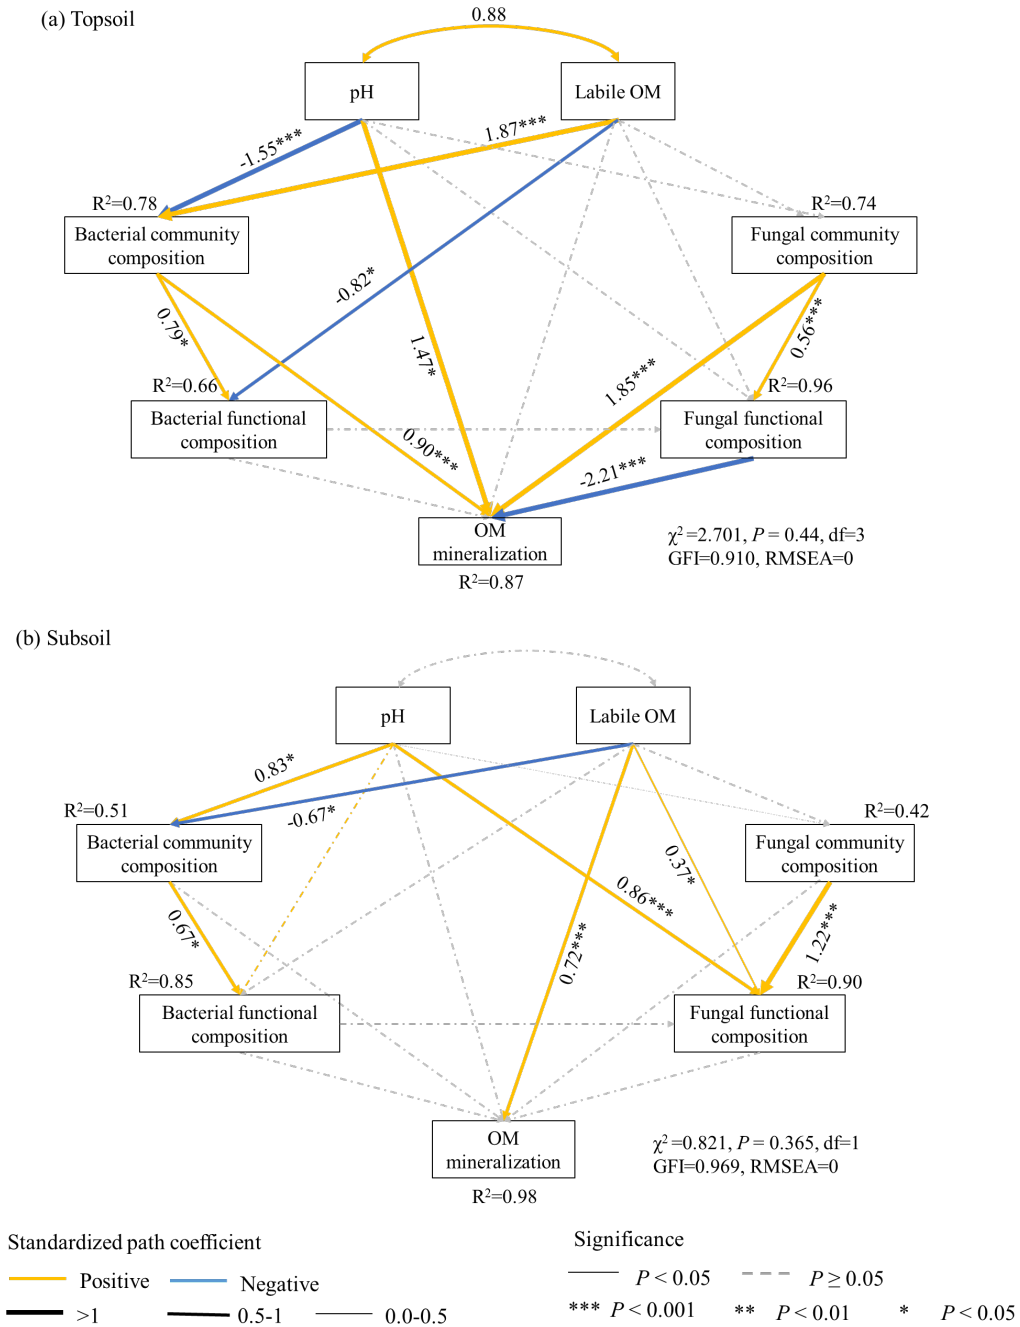 (a) Topsoil
0.88
pH
Labile OM
-1.55***
1.87***
R²=0.78
R²=0.74
Bacterial community
composition
Fungal community
composition
-0.82*
0.79*
1.47*
0.56***
1.85***
R²=0.66
R²=0.96
Bacterial functional
composition
Fungal functional
composition
0.90***
-2.21***
OM
mineralization
R²=0.87
χ²=2.701, P = 0.44, df=3
GFI=0.910, RMSEA=0
(b) Subsoil
pH
Labile OM
0.83*
-0.67*
R²=0.51
R²=0.42
Bacterial community
composition
Fungal community
composition
0.37*
0.86***
0.67*
0.72***
1.22***
R²=0.85
R²=0.90
Bacterial functional
composition
Fungal functional
composition
OM
mineralization
R²=0.98
χ²=0.821, P = 0.365, df=1
GFI=0.969, RMSEA=0
Standardized path coefficient
Positive
Negative
>1
0.5-1
0.0-0.5
Significance
P < 0.05
P ≥ 0.05
*** P < 0.001
** P < 0.01
* P < 0.05